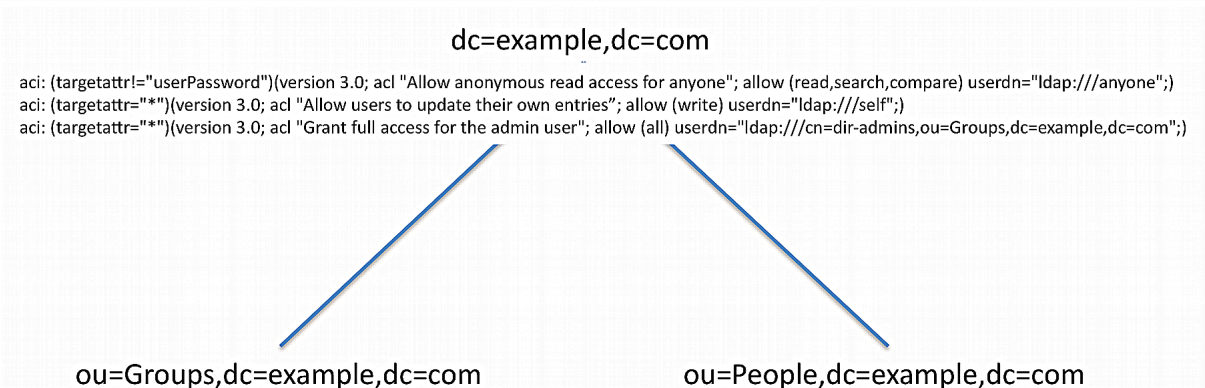 dc=example,dc=com
aci: (targetattr!="userPassword")(version 3.0; acl "Allow anonymous read access for anyone"; allow (read,search,compare) userdn="ldap:///anyone";)
aci: (targetattr="*")(version 3.0; acl "Allow users to update their own entries”; allow (write) userdn="ldap:///self";)
aci: (targetattr="*")(version 3.0; acl "Grant full access for the admin user"; allow (all) userdn="ldap:///cn=dir-admins,ou=Groups,dc=example,dc=com";)
ou=Groups,dc=example,dc=com
ou=People,dc=example,dc=com